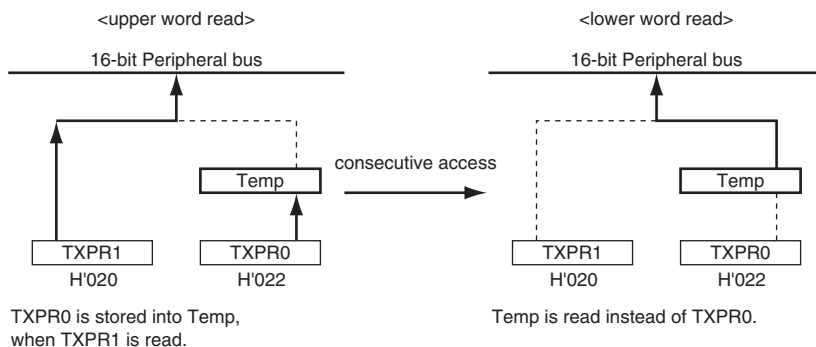 <upper word read>
<lower word read>
16-bit Peripheral bus
16-bit Peripheral bus
consecutive access
Temp
Temp
TXPR1
TXPR0
TXPR1
TXPR0
H'020
H'022
H'020
H'022
TXPR0 is stored into Temp,
when TXPR1 is read.
Temp is read instead of TXPR0.